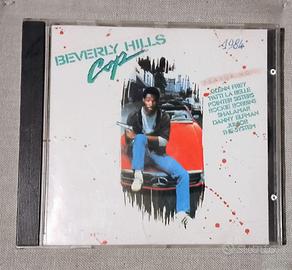 BEVERLY HILLS
Cop
1984
GLENN FREY
PATTI LA BELLE
POINTER SISTERS
ROCKIE ROBBINS
SHALAMAR
DANNY ELFMAN
JUNIOR
THE SYSTEM
subito